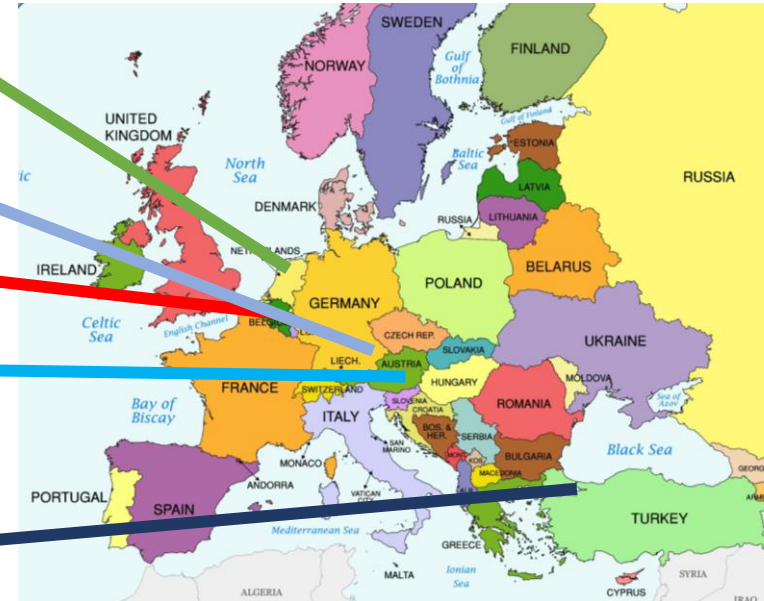 SWEDEN
FINLAND
NORWAY
Gulf
of
Bothnia
UNITED
KINGDOM
Gulf of Finland
ESTONIA
North
Sea
Baltic
Sea
ic
LATVIA
RUSSIA
DENMARK
LITHUANIA
RUSSIA
IRELAND
BELARUS
POLAND
GERMANY
Celtic
Sea
English Channel
UKRAINE
CZECH REP.
SLOVAKIA
LIECH.
AUSTRIA
FRANCE
SWITZERLAND
HUNGARY
MOLDOVA
Sea of
Azov
Bay of
Biscay
ITALY
SLOVENIA
CROATIA
ROMANIA
BOS. &
HER.
SERBIA
SAN
MARINO
Black Sea
MONACO
BULGARIA
KOS.
MACEDONIA
GEORG
ANDORRA
PORTUGAL
SPAIN
VATICAN
CITY
TURKEY
Mediterranean Sea
GREECE
Ionian
Sea
MALTA
SYRIA
CYPRUS
ALGERIA
IRAQ